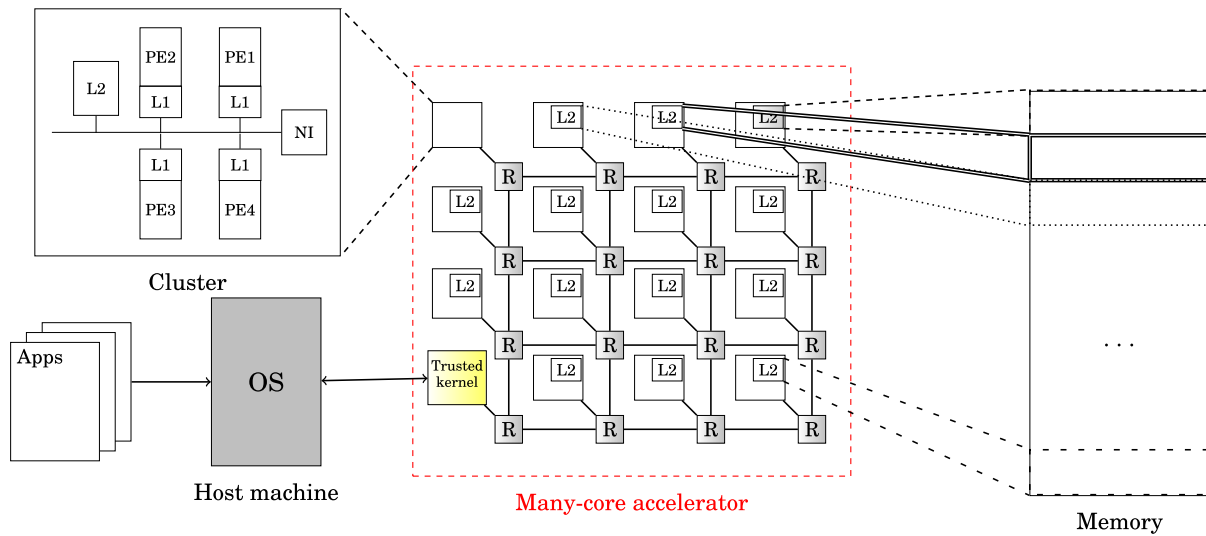 PE2
PE1
L2
L1
L1
NI
L1
L1
PE3
PE4
Cluster
Apps
OS
Host machine
L2
L2
L2
R
R
R
R
L2
L2
L2
L2
R
R
R
R
L2
L2
L2
L2
R
R
R
R
Trusted
kernel
L2
L2
L2
R
R
R
R
Many-core accelerator
...
Memory